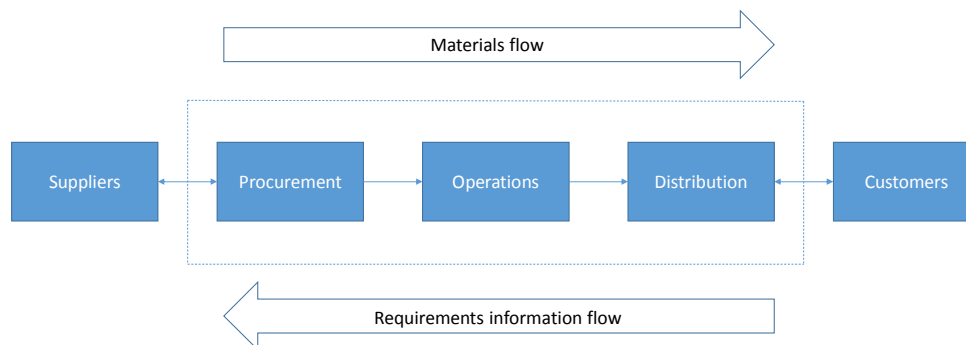 Materials flow
Suppliers
Procurement
Operations
Distribution
Customers
Requirements information flow